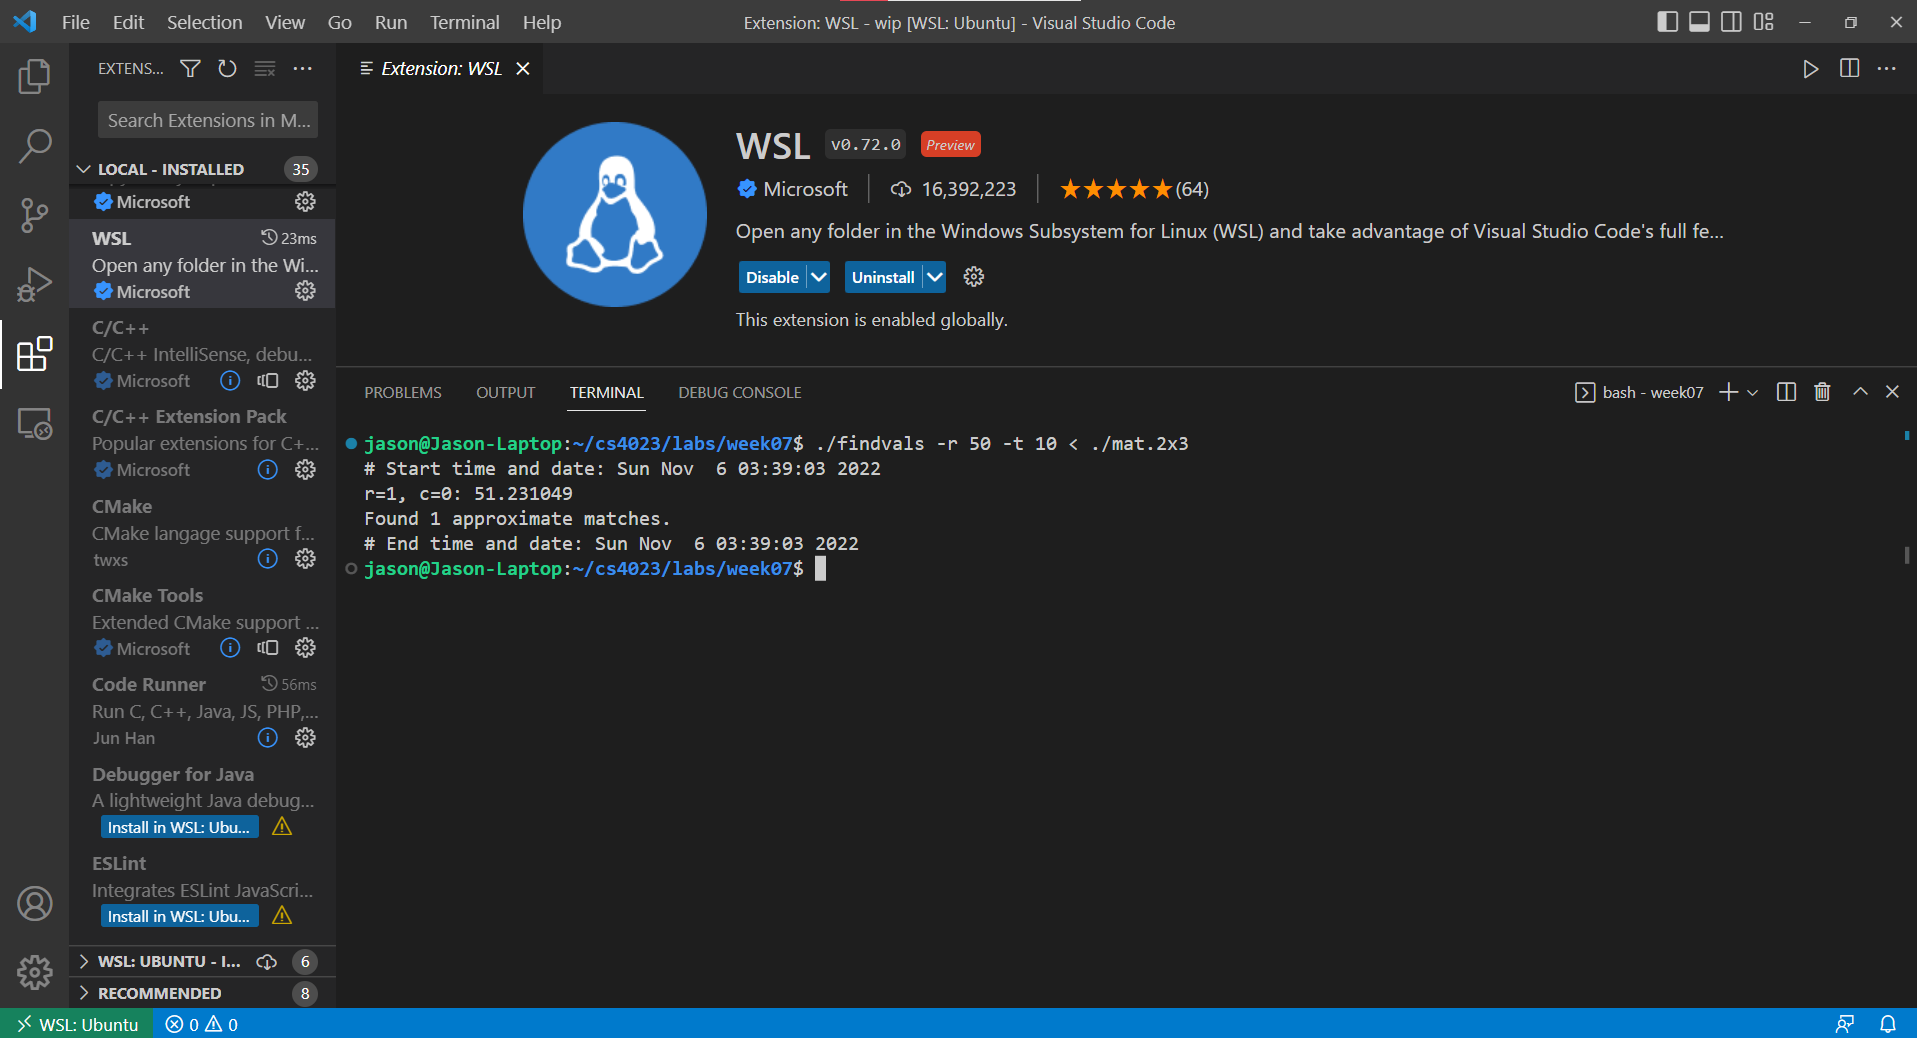 File Edit Selection View Go Run Terminal Help
Extension: WSL - wip [WSL: Ubuntu] - Visual Studio Code
EXTENS...
Search Extensions in M...
LOCAL - INSTALLED 35
Microsoft
WSL 23ms
Open any folder in the Wi...
Microsoft
C/C++
C/C++ IntelliSense, debu...
Microsoft
C/C++ Extension Pack
Popular extensions for C+...
Microsoft
CMake
CMake langage support f...
twxs
CMake Tools
Extended CMake support ...
Microsoft
Code Runner 56ms
Run C, C++, Java, JS, PHP,...
Jun Han
Debugger for Java
A lightweight Java debug...
Install in WSL: Ubu...
ESLint
Integrates ESLint JavaScri...
Install in WSL: Ubu...
WSL: UBUNTU - I... 6
RECOMMENDED 8
Extension: WSL
WSL v0.72.0 Preview
Microsoft 16,392,223 (64)
Open any folder in the Windows Subsystem for Linux (WSL) and take advantage of Visual Studio Code's full fe...
Disable Uninstall
This extension is enabled globally.
PROBLEMS OUTPUT TERMINAL DEBUG CONSOLE
bash - week07
jason@Jason-Laptop:~/cs4023/labs/week07$ ./findvals -r 50 -t 10 < ./mat.2x3
# Start time and date: Sun Nov  6 03:39:03 2022
r=1, c=0: 51.231049
Found 1 approximate matches.
# End time and date: Sun Nov  6 03:39:03 2022
jason@Jason-Laptop:~/cs4023/labs/week07$
WSL: Ubuntu 0 0